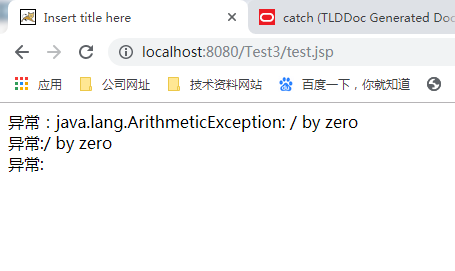 Insert title here
catch (TLDDoc Generated Doc
localhost:8080/Test3/test.jsp
应用 公司网址 技术资料网站 百度一下，你就知道
异常：java.lang.ArithmeticException: / by zero
异常:/ by zero
异常: